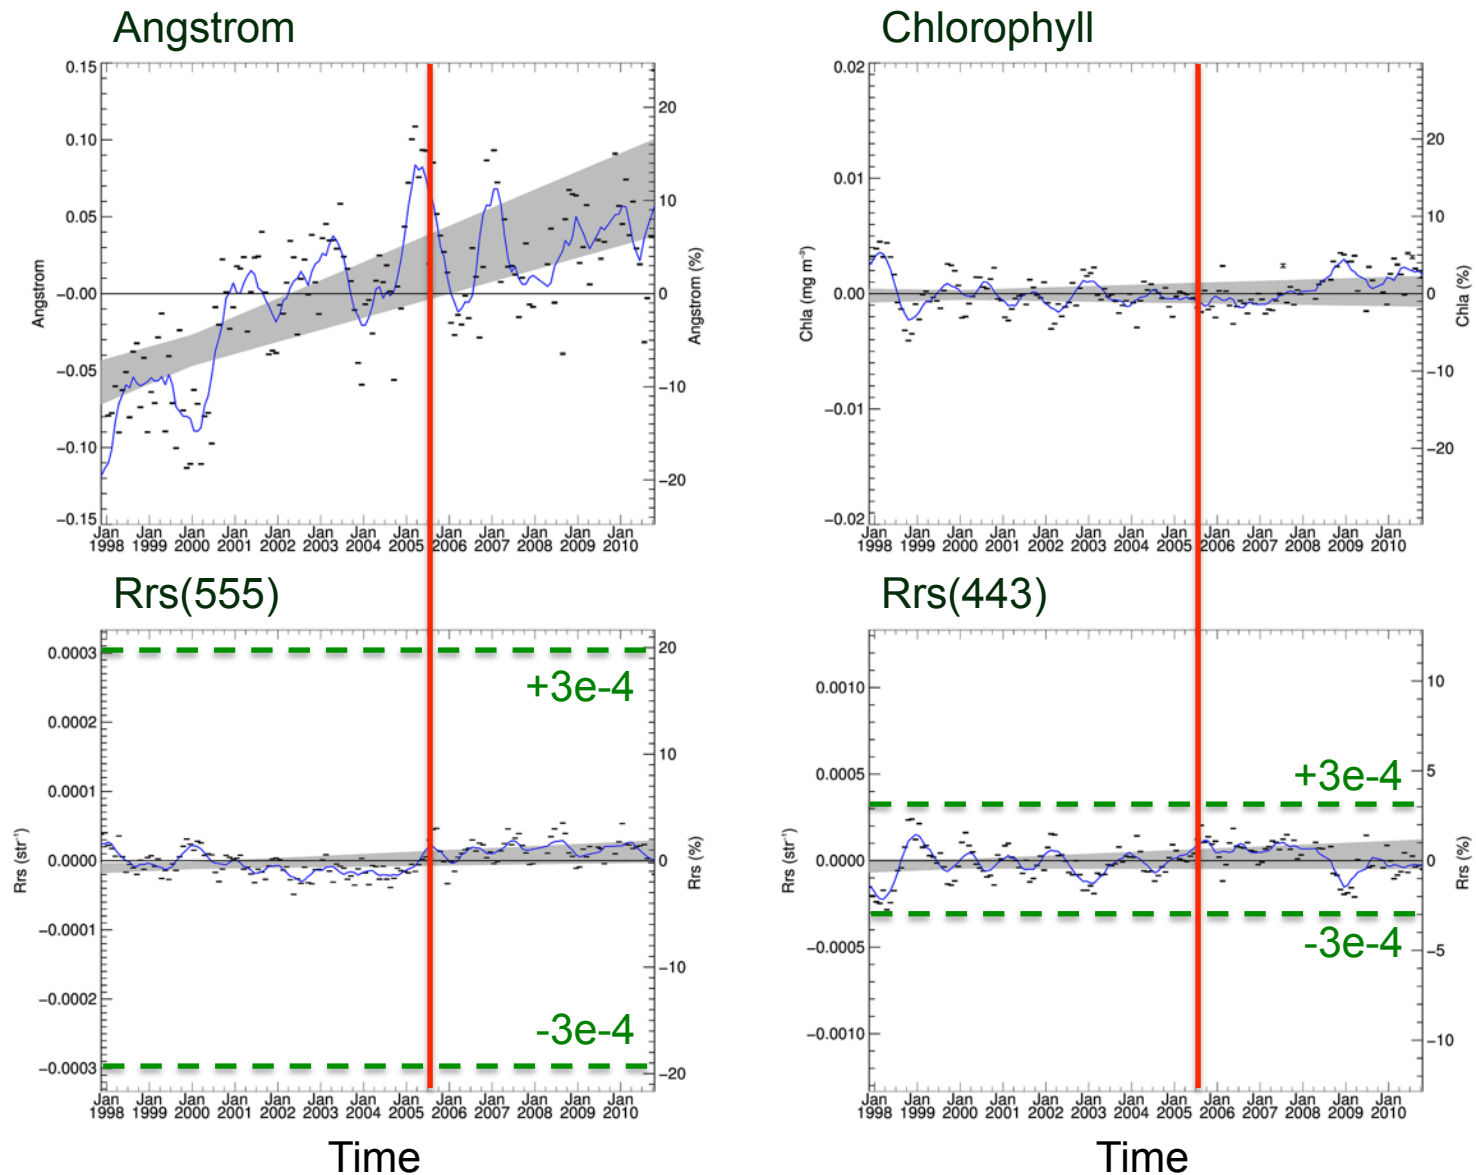 Angstrom
0.15
0.10
0.05
−0.00
−0.05
−0.10
−0.15
Angstrom
20
10
0
−10
−20
Angstrom (%)
Jan Jan Jan Jan Jan Jan Jan Jan Jan Jan Jan Jan Jan
1998 1999 2000 2001 2002 2003 2004 2005 2006 2007 2008 2009 2010
Chlorophyll
0.02
0.01
0.00
−0.01
−0.02
Chla (mg m⁻³)
20
10
0
−10
−20
Chla (%)
Jan Jan Jan Jan Jan Jan Jan Jan Jan Jan Jan Jan Jan
1998 1999 2000 2001 2002 2003 2004 2005 2006 2007 2008 2009 2010
Rrs(555)
0.0003
0.0002
0.0001
0.0000
−0.0001
−0.0002
−0.0003
Rrs (str⁻¹)
+3e-4
-3e-4
20
10
0
−10
−20
Rrs (%)
Jan Jan Jan Jan Jan Jan Jan Jan Jan Jan Jan Jan Jan
1998 1999 2000 2001 2002 2003 2004 2005 2006 2007 2008 2009 2010
Time
Rrs(443)
0.0010
0.0005
0.0000
−0.0005
−0.0010
Rrs (str⁻¹)
+3e-4
-3e-4
10
5
0
−5
−10
Rrs (%)
Jan Jan Jan Jan Jan Jan Jan Jan Jan Jan Jan Jan Jan
1998 1999 2000 2001 2002 2003 2004 2005 2006 2007 2008 2009 2010
Time